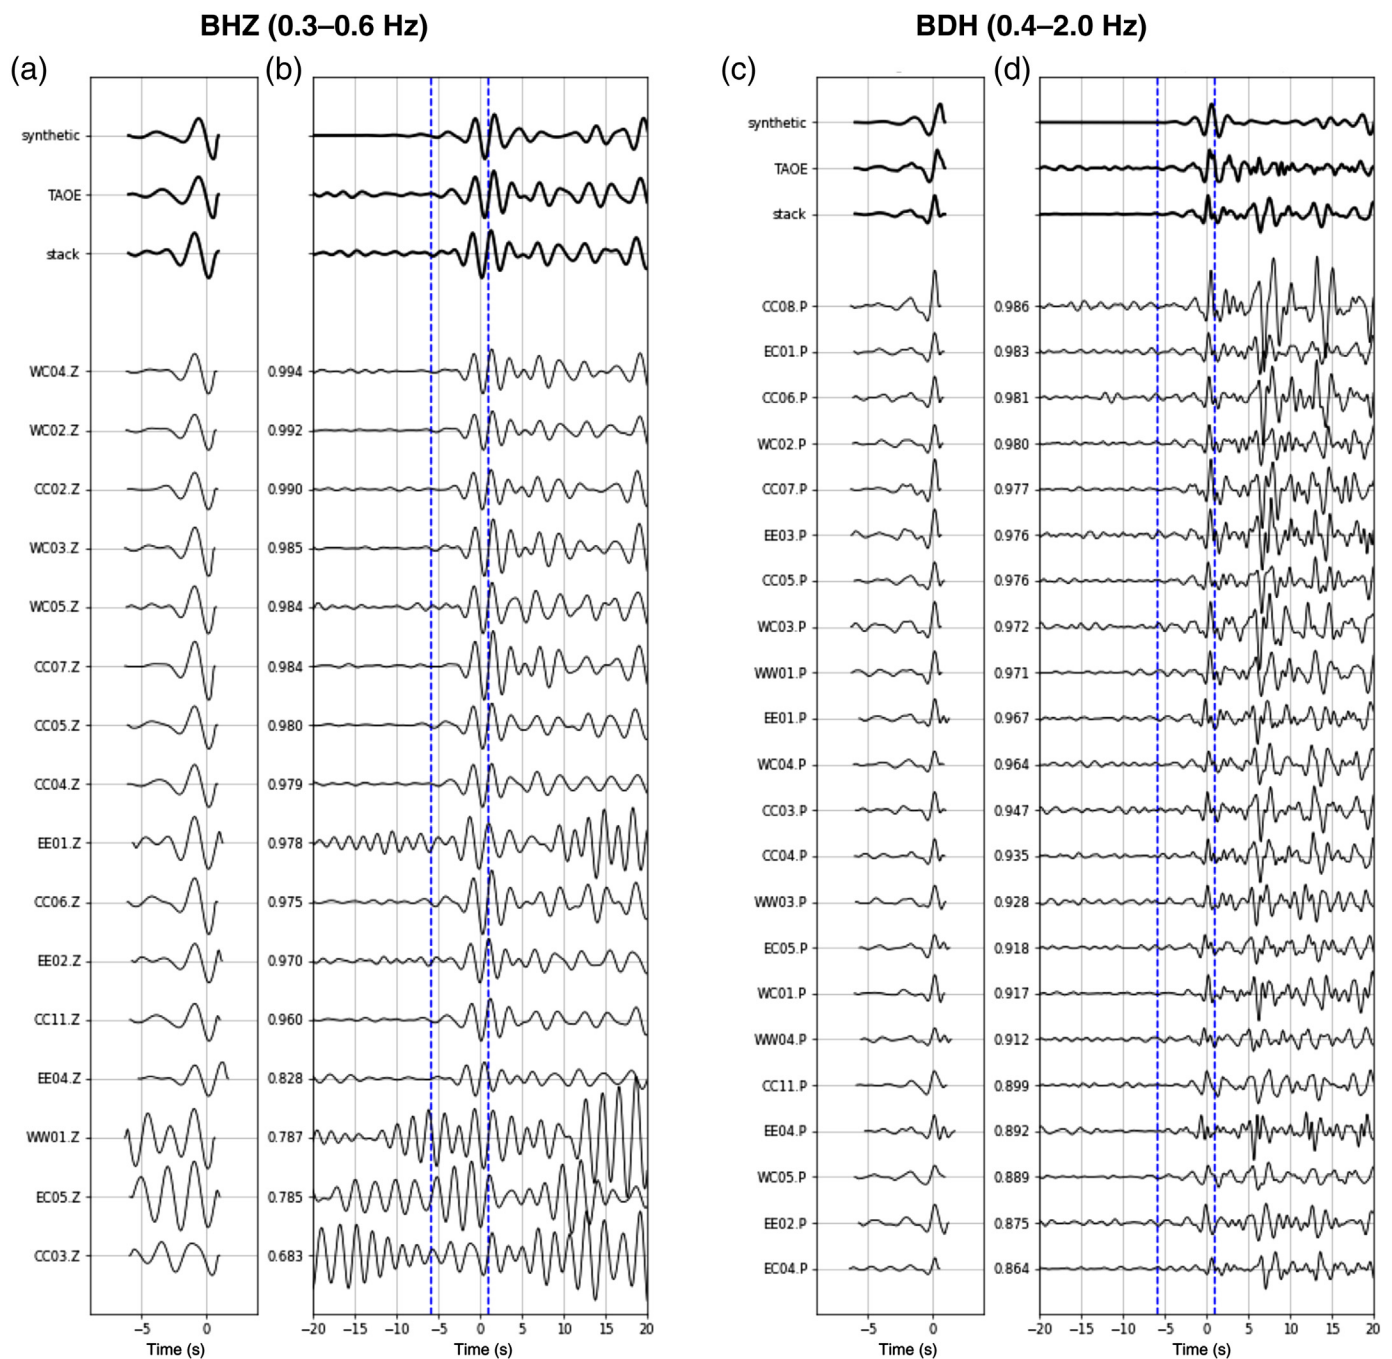 BHZ (0.3–0.6 Hz)
BDH (0.4–2.0 Hz)
(a)
(b)
(c)
(d)
synthetic
TAOE
stack
WC04.Z 0.994
WC02.Z 0.992
CC02.Z 0.990
WC03.Z 0.985
WC05.Z 0.984
CC07.Z 0.984
CC05.Z 0.980
CC04.Z 0.979
EE01.Z 0.978
CC06.Z 0.975
EE02.Z 0.970
CC11.Z 0.960
EE04.Z 0.828
WW01.Z 0.787
EC05.Z 0.785
CC03.Z 0.683
−5 0
Time (s)
−20 −15 −10 −5 0 5 10 15 20
Time (s)
synthetic
TAOE
stack
CC08.P 0.986
EC01.P 0.983
CC06.P 0.981
WC02.P 0.980
CC07.P 0.977
EE03.P 0.976
CC05.P 0.976
WC03.P 0.972
WW01.P 0.971
EE01.P 0.967
WC04.P 0.964
CC03.P 0.947
CC04.P 0.935
WW03.P 0.928
EC05.P 0.918
WC01.P 0.917
WW04.P 0.912
CC11.P 0.899
EE04.P 0.892
WC05.P 0.889
EE02.P 0.875
EC04.P 0.864
−5 0
Time (s)
−20 −15 −10 −5 0 5 10 15 20
Time (s)